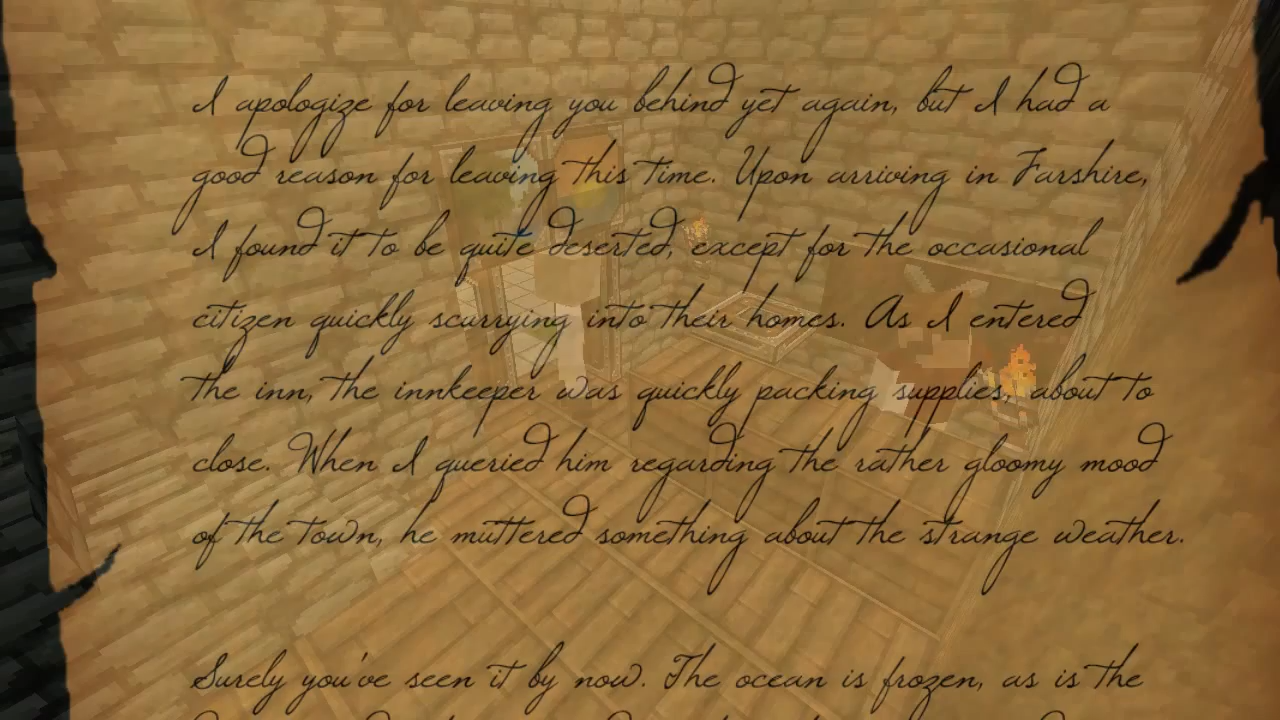 I apologize for leaving you behind yet again, but I had a
good reason for leaving this time. Upon arriving in Farshire,
I found it to be quite deserted, except for the occasional
citizen quickly scurrying into their homes. As I entered
the inn, the innkeeper was quickly packing supplies, about to
close. When I queried him regarding the rather gloomy mood
of the town, he muttered something about the strange weather.
Surely you've seen it by now. The ocean is frozen, as is the